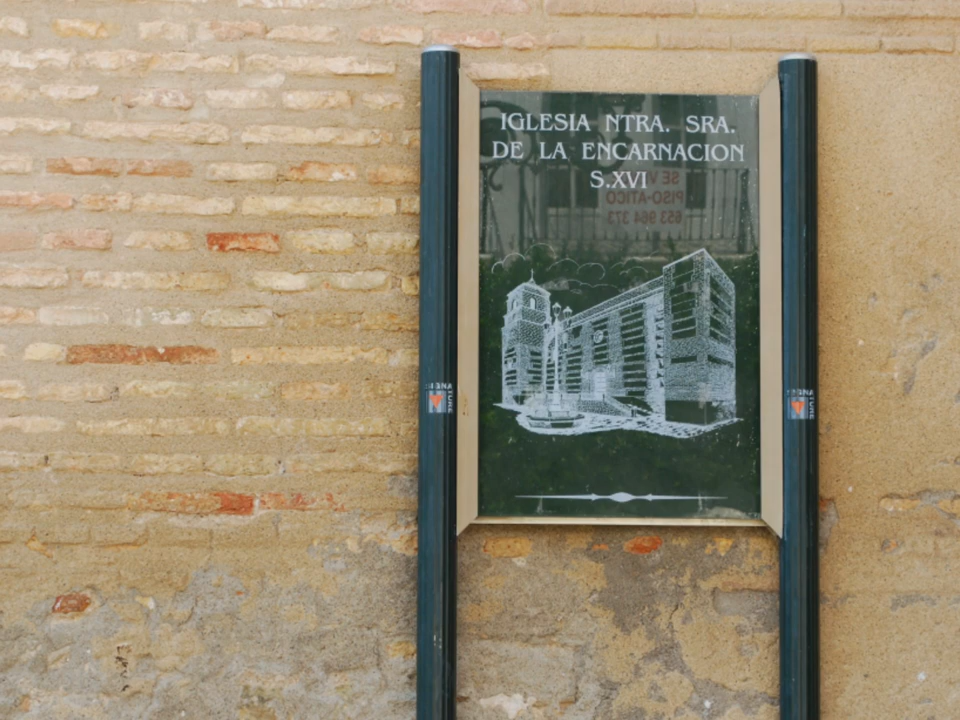 IGLESIA NTRA. SRA.
DE LA ENCARNACION
S.XVI
SE V
PISO-ATICO
653 964 373